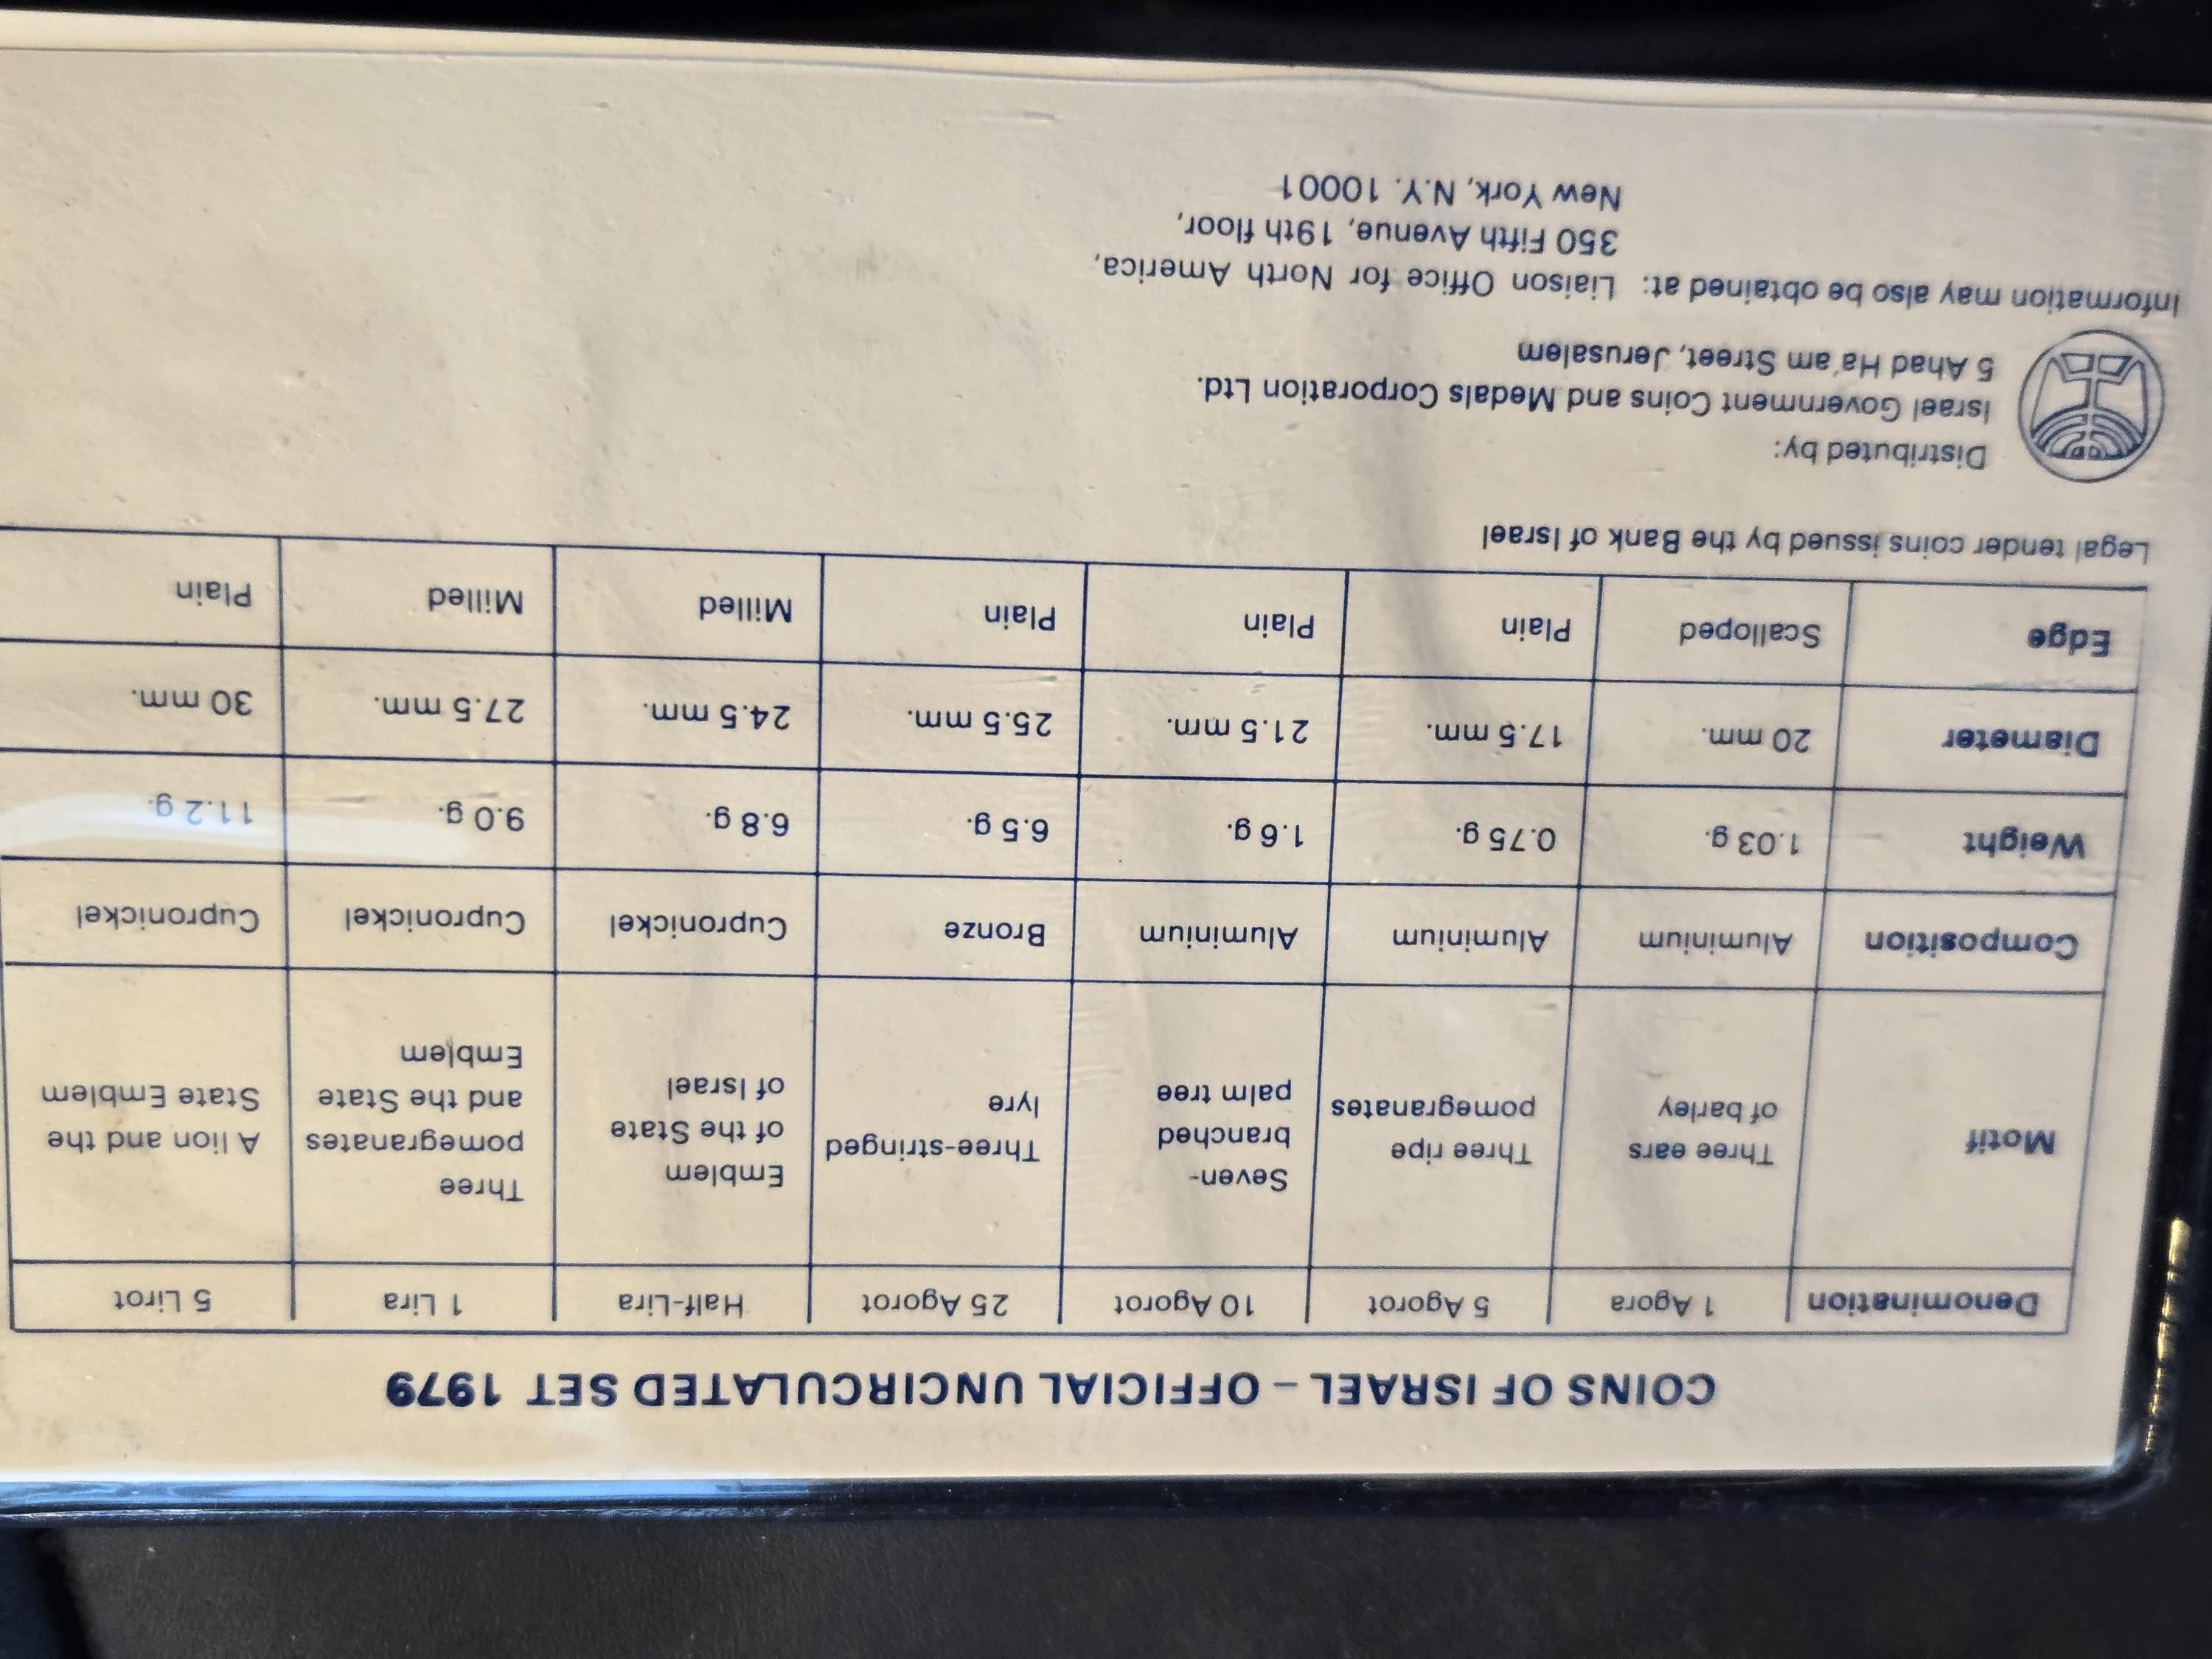 COINS OF ISRAEL – OFFICIAL UNCIRCULATED SET 1979
Denomination 1 Agora 5 Agorot 10 Agorot 25 Agorot Half-Lira 1 Lira 5 Lirot
Motif
Three ears
of barley
Three ripe
pomegranates
Seven-
branched
palm tree
Three-stringed
lyre
Emblem
of the State
of Israel
Three
pomegranates
and the State
Emblem
A lion and the
State Emblem
Composition Aluminium Aluminium Aluminium Bronze Cupronickel Cupronickel Cupronickel
Weight 1.03 g. 0.75 g. 1.6 g. 6.5 g. 6.8 g. 9.0 g. 11.2 g.
Diameter 20 mm. 17.5 mm. 21.5 mm. 25.5 mm. 24.5 mm. 27.5 mm. 30 mm.
Edge Scalloped Plain Plain Plain Milled Milled Plain
Legal tender coins issued by the Bank of Israel
Distributed by:
Israel Government Coins and Medals Corporation Ltd.
5 Ahad Ha'am Street, Jerusalem
Information may also be obtained at: Liaison Office for North America,
350 Fifth Avenue, 19th floor,
New York, N.Y. 10001